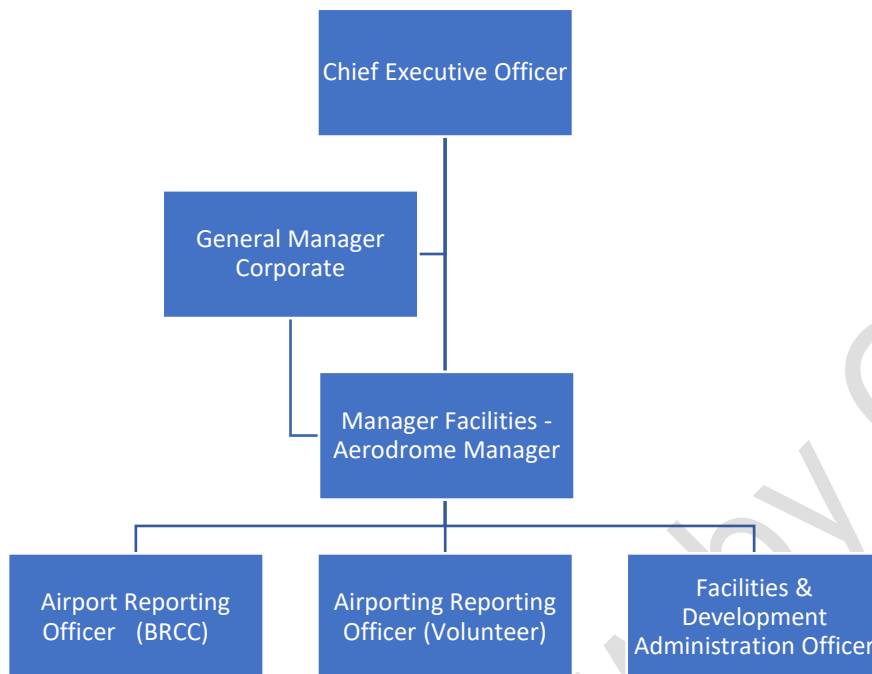 Chief Executive Officer
General Manager
Corporate
Manager Facilities -
Aerodrome Manager
Airport Reporting
Officer (BRCC)
Airporting Reporting
Officer (Volunteer)
Facilities &
Development
Administration Officer
by